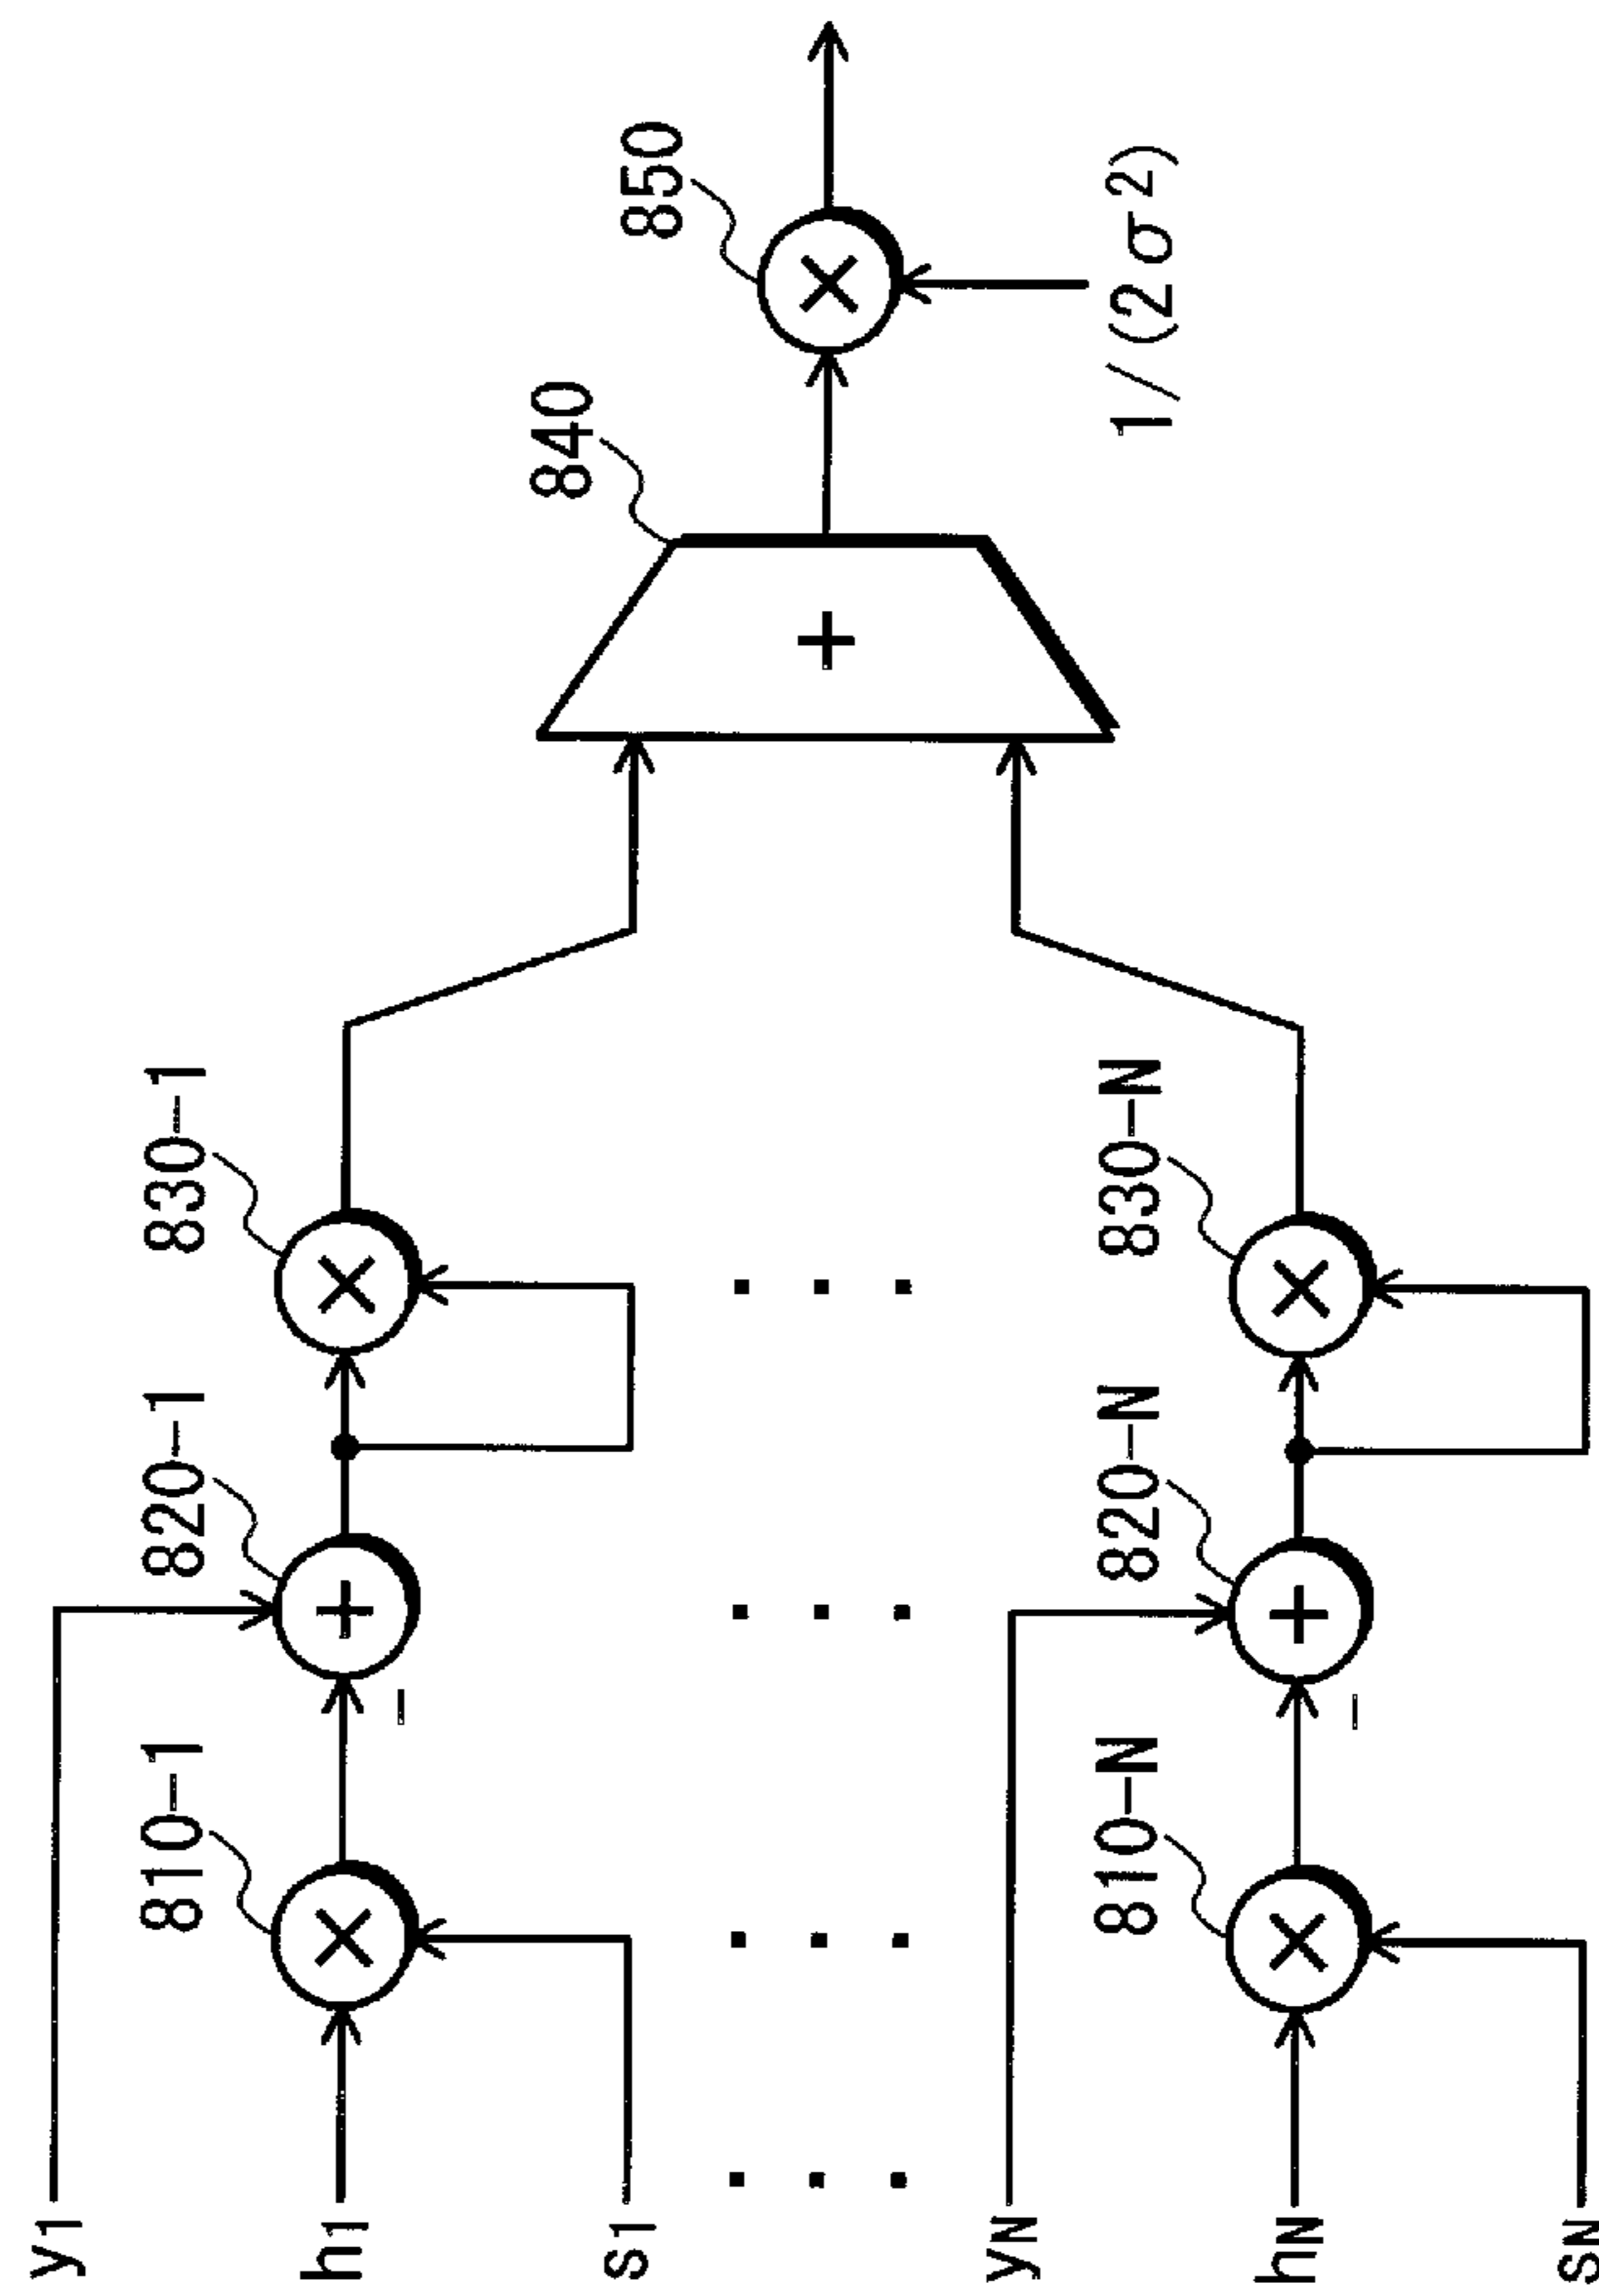 y1
810-1
820-1
830-1
h1
s1
840
850
1/(2σ²)
yN
810-N
820-N
830-N
hN
sN